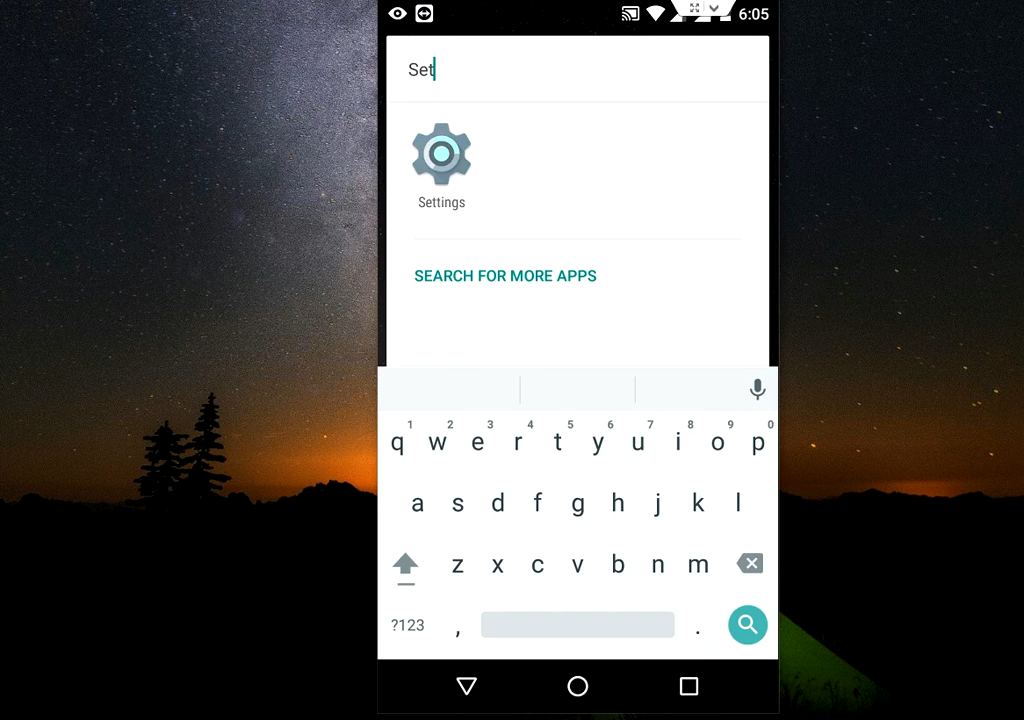 6:05
Set
Settings
SEARCH FOR MORE APPS
1 2 3 4 5 6 7 8 9 0
q w e r t y u i o p
a s d f g h j k l
z x c v b n m
?123 , .